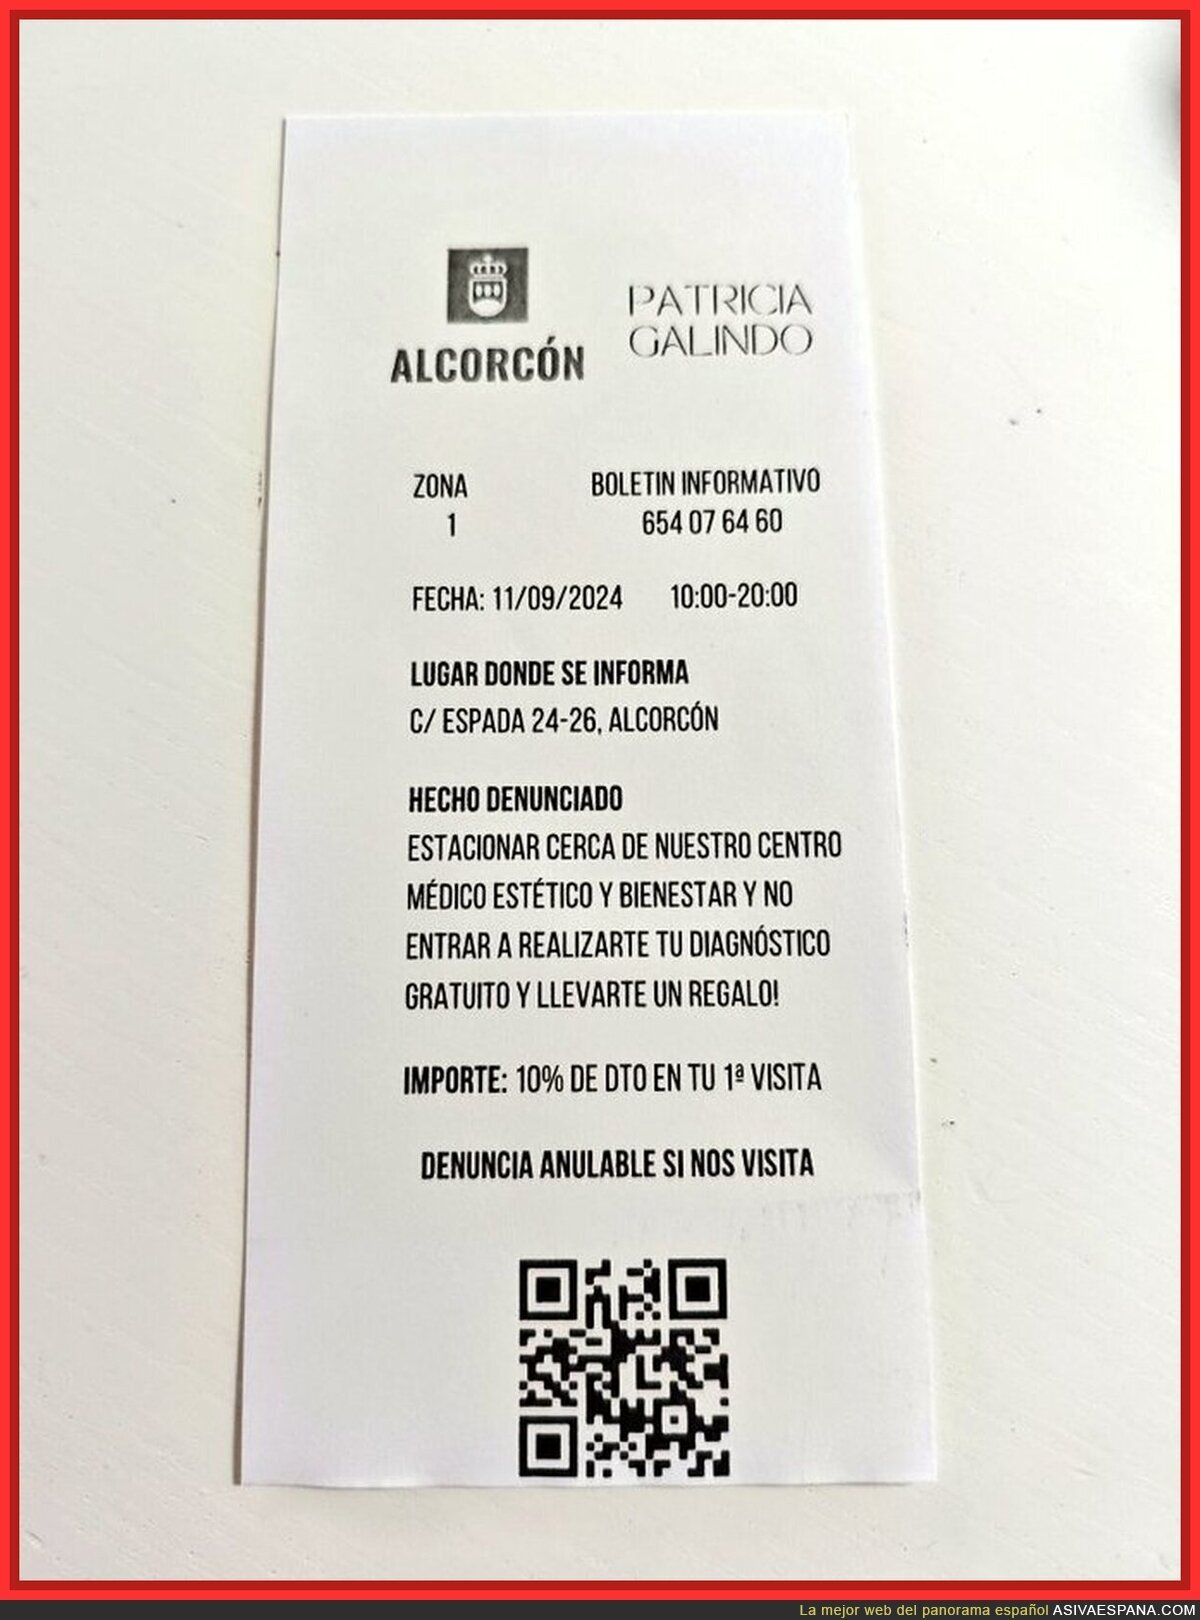 ALCORCÓN
PATRICIA
GALINDO
ZONA
1
BOLETIN INFORMATIVO
654 07 64 60
FECHA: 11/09/2024 10:00-20:00
LUGAR DONDE SE INFORMA
C/ ESPADA 24-26, ALCORCÓN
HECHO DENUNCIADO
ESTACIONAR CERCA DE NUESTRO CENTRO
MÉDICO ESTÉTICO Y BIENESTAR Y NO
ENTRAR A REALIZARTE TU DIAGNÓSTICO
GRATUITO Y LLEVARTE UN REGALO!
IMPORTE: 10% DE DTO EN TU 1ª VISITA
DENUNCIA ANULABLE SI NOS VISITA
La mejor web del panorama español ASIVAESPANA.COM